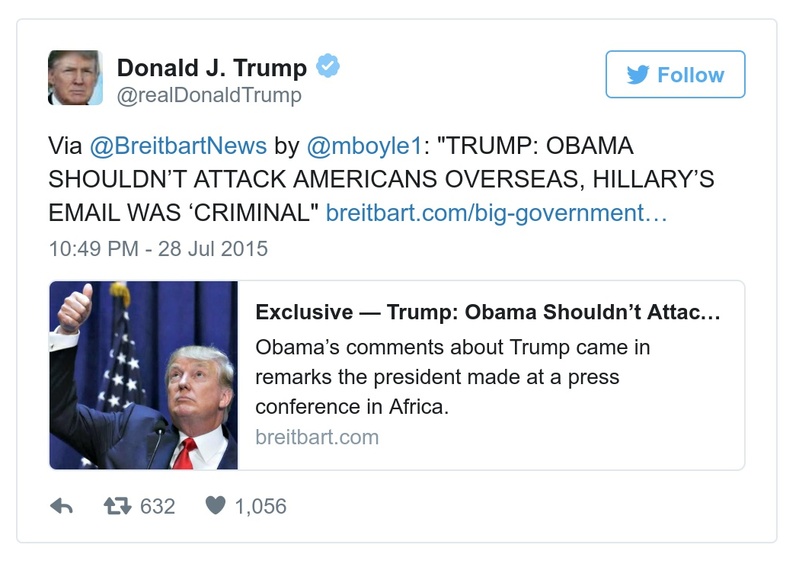 Donald J. Trump
@realDonaldTrump
Follow
Via @BreitbartNews by @mboyle1: "TRUMP: OBAMA
SHOULDN’T ATTACK AMERICANS OVERSEAS, HILLARY’S
EMAIL WAS ‘CRIMINAL" breitbart.com/big-government…
10:49 PM - 28 Jul 2015
Exclusive — Trump: Obama Shouldn’t Attac…
Obama’s comments about Trump came in
remarks the president made at a press
conference in Africa.
breitbart.com
632
1,056